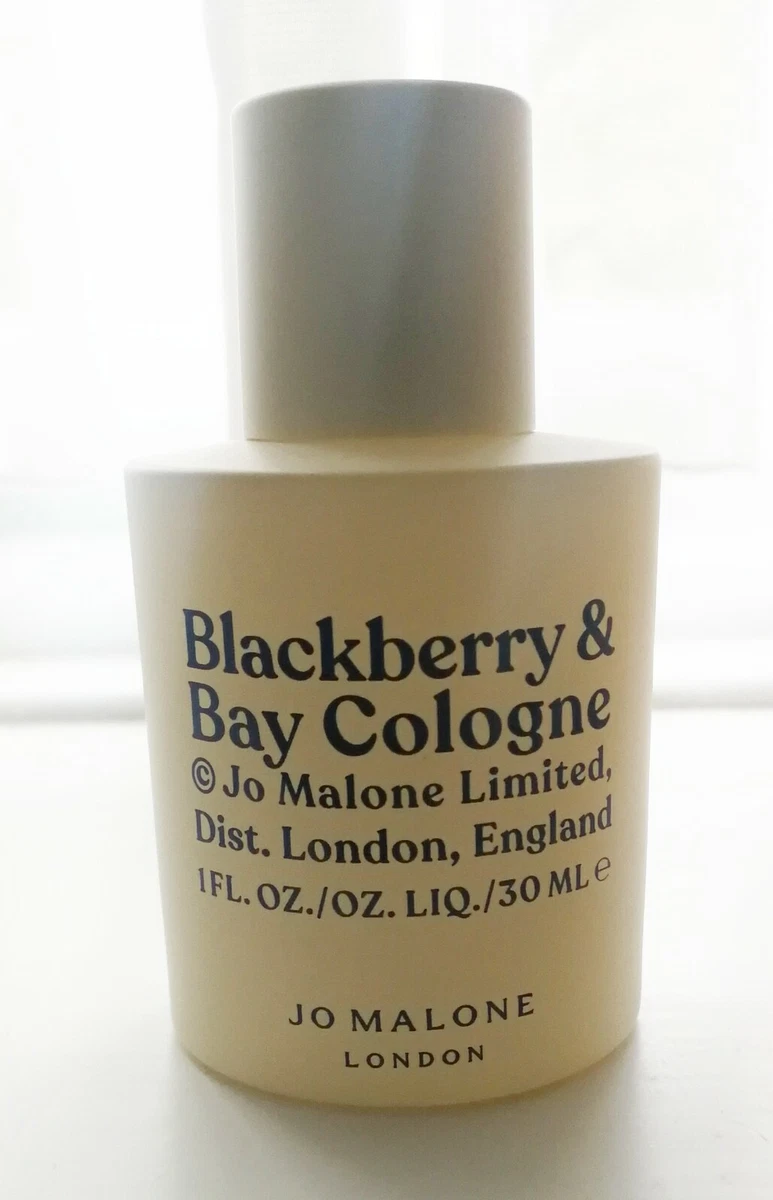 Blackberry &
Bay Cologne
© Jo Malone Limited,
Dist. London, England
1FL. OZ./OZ. LIQ./30 ML ℮
JO MALONE
LONDON